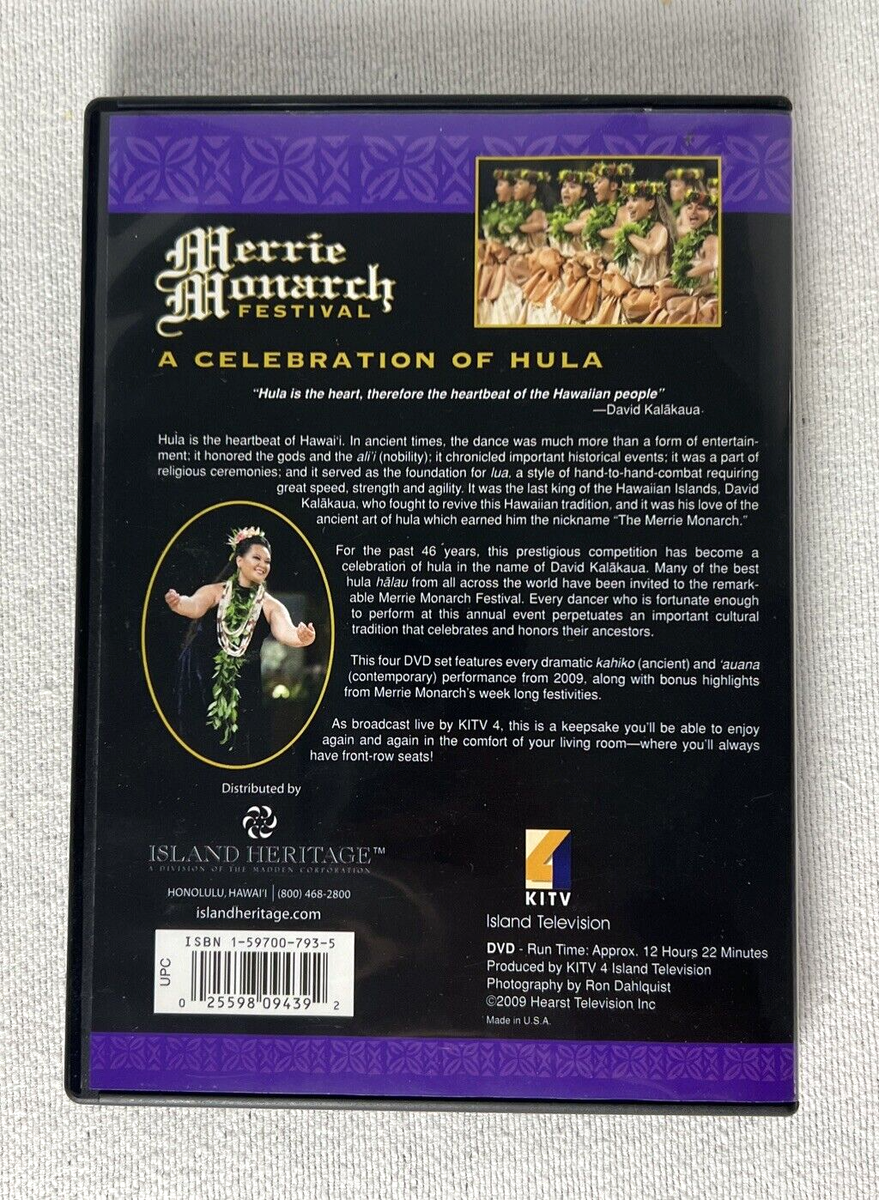 Merrie
Monarch
FESTIVAL
A CELEBRATION OF HULA
“Hula is the heart, therefore the heartbeat of the Hawaiian people”
—David Kalākaua
Hula is the heartbeat of Hawai‘i. In ancient times, the dance was much more than a form of entertain-
ment; it honored the gods and the ali‘i (nobility); it chronicled important historical events; it was a part of
religious ceremonies; and it served as the foundation for lua, a style of hand-to-hand-combat requiring
great speed, strength and agility. It was the last king of the Hawaiian Islands, David
Kalākaua, who fought to revive this Hawaiian tradition, and it was his love of the
ancient art of hula which earned him the nickname “The Merrie Monarch.”
For the past 46 years, this prestigious competition has become a
celebration of hula in the name of David Kalākaua. Many of the best
hula hālau from all across the world have been invited to the remark-
able Merrie Monarch Festival. Every dancer who is fortunate enough
to perform at this annual event perpetuates an important cultural
tradition that celebrates and honors their ancestors.
This four DVD set features every dramatic kahiko (ancient) and ‘auana
(contemporary) performance from 2009, along with bonus highlights
from Merrie Monarch’s week long festivities.
As broadcast live by KITV 4, this is a keepsake you’ll be able to enjoy
again and again in the comfort of your living room—where you’ll always
have front-row seats!
Distributed by
ISLAND HERITAGE™
A DIVISION OF THE MADDEN CORPORATION
HONOLULU, HAWAI‘I | (800) 468-2800
islandheritage.com
ISBN 1-59700-793-5
UPC
0 25598 09439 2
4
KITV
Island Television
DVD - Run Time: Approx. 12 Hours 22 Minutes
Produced by KITV 4 Island Television
Photography by Ron Dahlquist
©2009 Hearst Television Inc
Made in U.S.A.